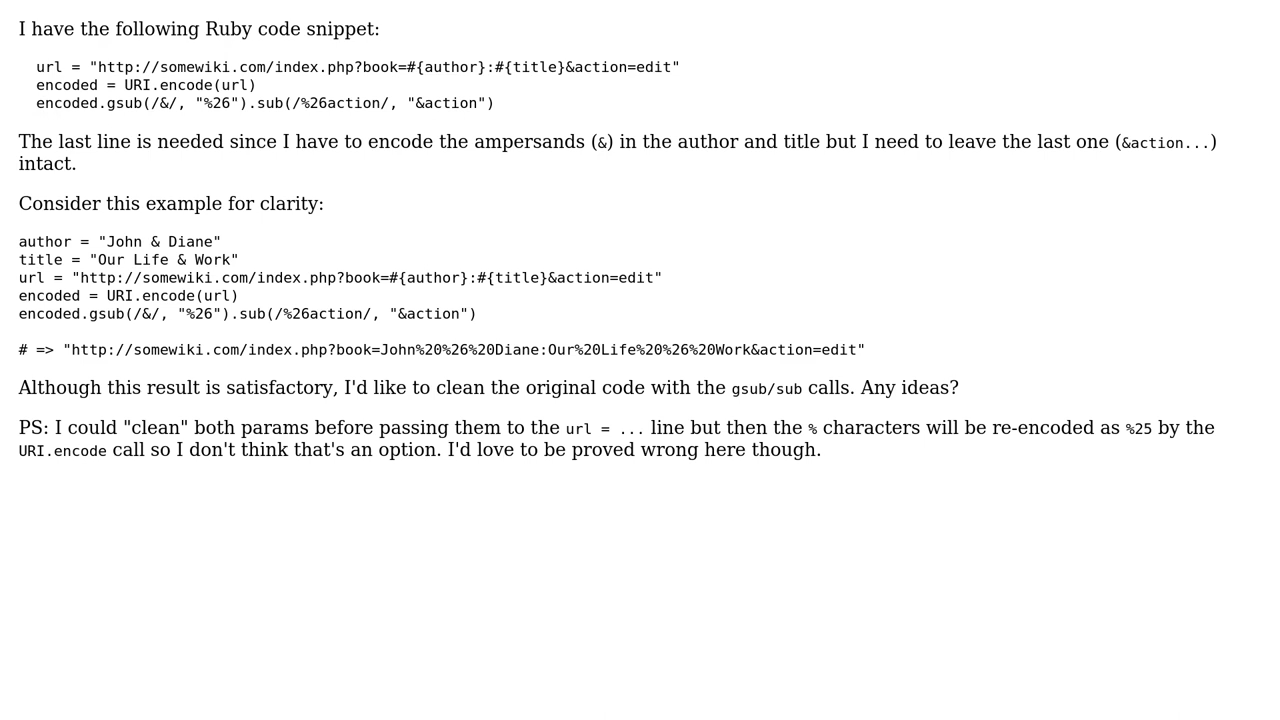 I have the following Ruby code snippet:
url = "http://somewiki.com/index.php?book=#{author}:#{title}&action=edit"
encoded = URI.encode(url)
encoded.gsub(/&/, "%26").sub(/%26action/, "&action")
The last line is needed since I have to encode the ampersands (&) in the author and title but I need to leave the last one (&action...)
intact.
Consider this example for clarity:
author = "John & Diane"
title = "Our Life & Work"
url = "http://somewiki.com/index.php?book=#{author}:#{title}&action=edit"
encoded = URI.encode(url)
encoded.gsub(/&/, "%26").sub(/%26action/, "&action")
# => "http://somewiki.com/index.php?book=John%20%26%20Diane:Our%20Life%20%26%20Work&action=edit"
Although this result is satisfactory, I'd like to clean the original code with the gsub/sub calls. Any ideas?
PS: I could "clean" both params before passing them to the url = ... line but then the % characters will be re-encoded as %25 by the
URI.encode call so I don't think that's an option. I'd love to be proved wrong here though.